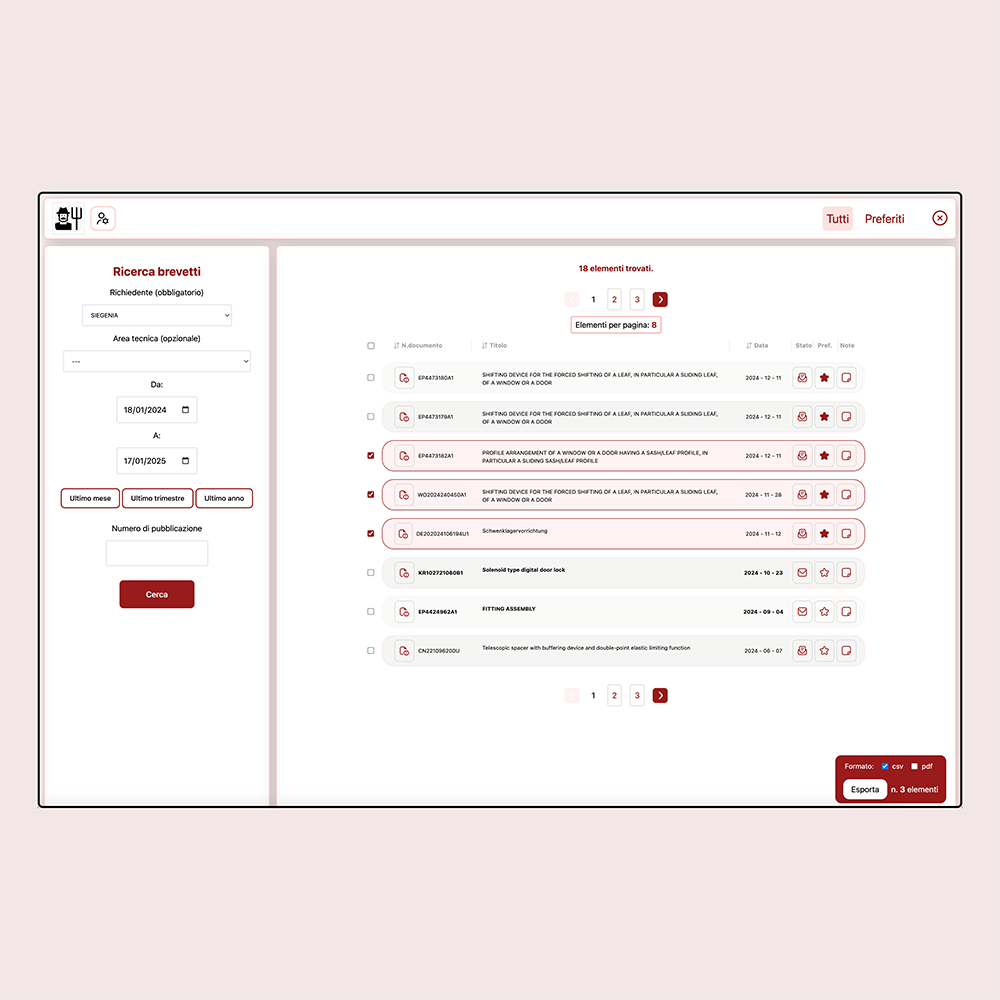 Tutti Preferiti
Ricerca brevetti
Richiedente (obbligatorio)
SIEGENIA
Area tecnica (opzionale)
---
Da:
18/01/2024
A:
17/01/2025
Ultimo mese Ultimo trimestre Ultimo anno
Numero di pubblicazione
Cerca
18 elementi trovati.
1 2 3
Elementi per pagina: 8
N.documento Titolo Data Stato Pref. Note
EP4473180A1 SHIFTING DEVICE FOR THE FORCED SHIFTING OF A LEAF, IN PARTICULAR A SLIDING LEAF, 2024 - 12 - 11
OF A WINDOW OR A DOOR
EP4473179A1 SHIFTING DEVICE FOR THE FORCED SHIFTING OF A LEAF, IN PARTICULAR A SLIDING LEAF, 2024 - 12 - 11
OF A WINDOW OR A DOOR
EP4473182A1 PROFILE ARRANGEMENT OF A WINDOW OR A DOOR HAVING A SASH/LEAF PROFILE, IN 2024 - 12 - 11
PARTICULAR A SLIDING SASH/LEAF PROFILE
WO2024240450A1 SHIFTING DEVICE FOR THE FORCED SHIFTING OF A LEAF, IN PARTICULAR A SLIDING LEAF, 2024 - 11 - 28
OF A WINDOW OR A DOOR
DE202024106194U1 Schwenklagervorrichtung 2024 - 11 - 12
KR102721060B1 Solenoid type digital door lock 2024 - 10 - 23
EP4424962A1 FITTING ASSEMBLY 2024 - 09 - 04
CN221096200U Telescopic spacer with buffering device and double-point elastic limiting function 2024 - 06 - 07
1 2 3
Formato: csv pdf
Esporta n. 3 elementi